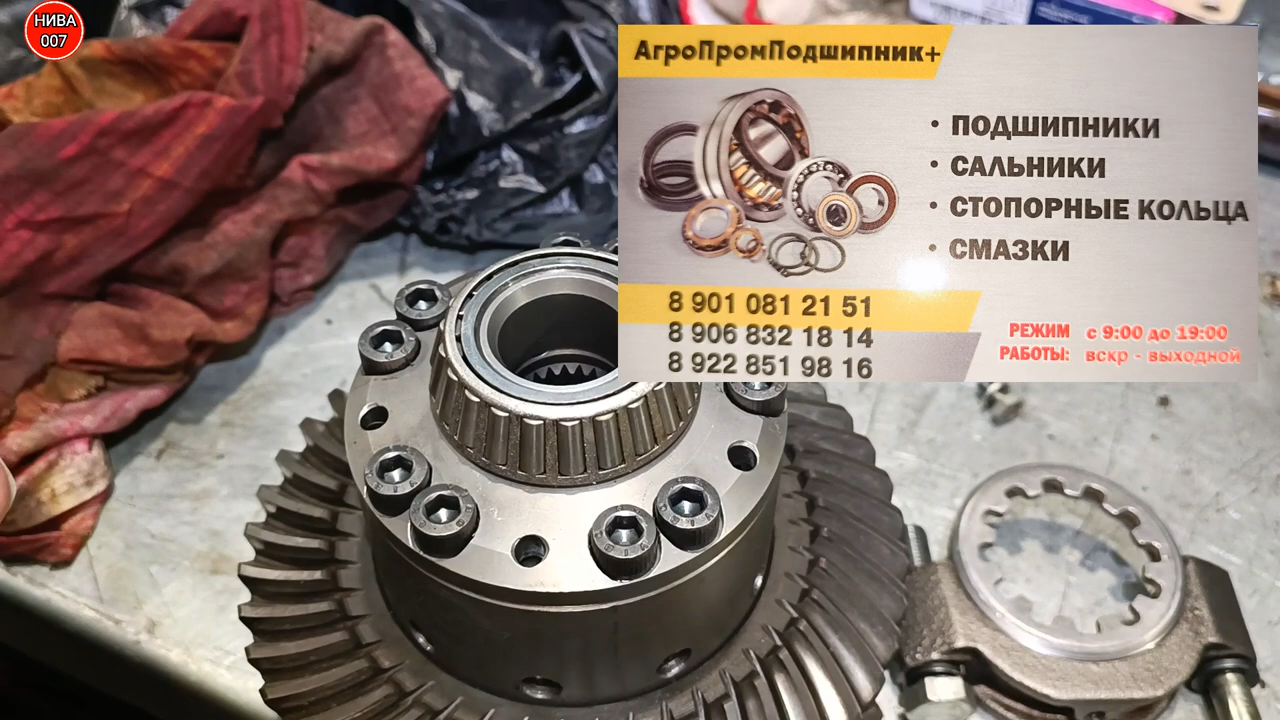 НИВА
007
АгроПромПодшипник+
• ПОДШИПНИКИ
• САЛЬНИКИ
• СТОПОРНЫЕ КОЛЬЦА
• СМАЗКИ
8 901 081 21 51
8 906 832 18 14
8 922 851 98 16
РЕЖИМ с 9:00 до 19:00
РАБОТЫ: вскр - выходной